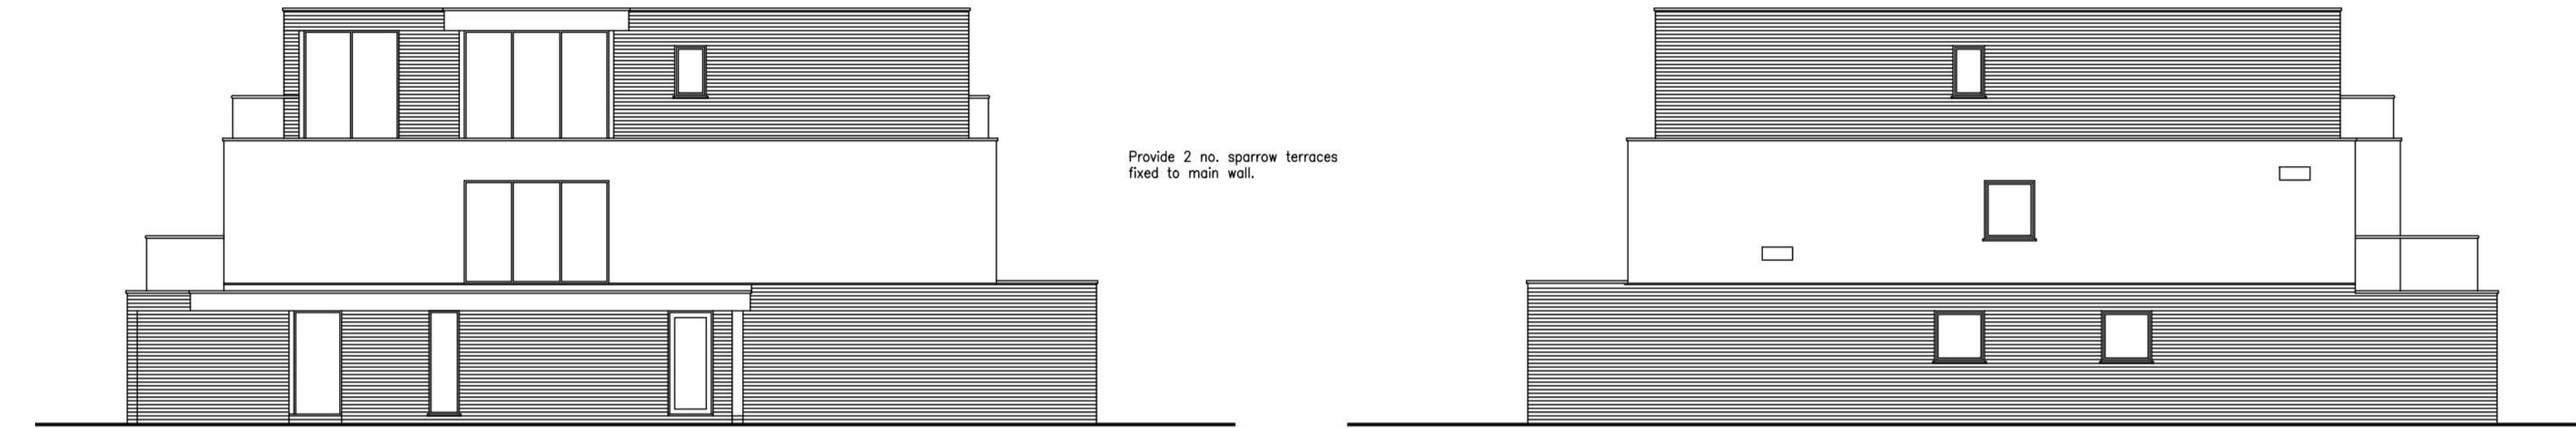 Provide 2 no. sparrow terraces
fixed to main wall.